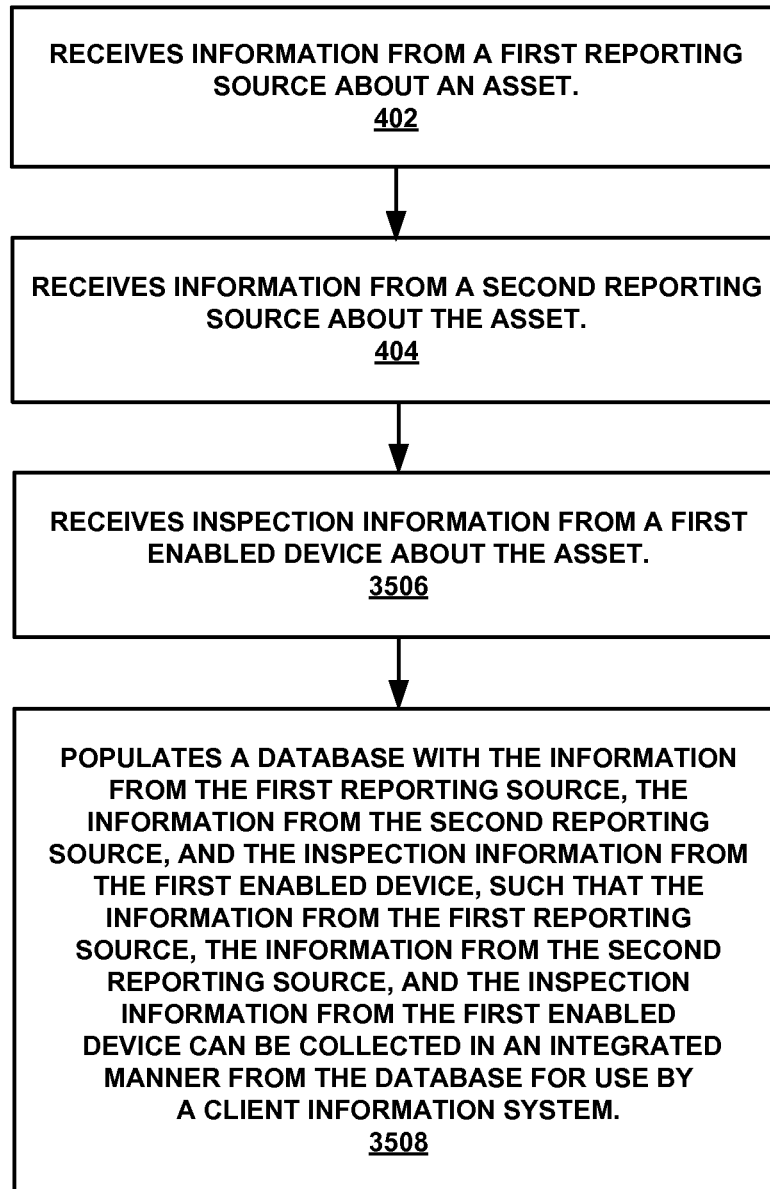 RECEIVES INFORMATION FROM A FIRST REPORTING
SOURCE ABOUT AN ASSET.
402
RECEIVES INFORMATION FROM A SECOND REPORTING
SOURCE ABOUT THE ASSET.
404
RECEIVES INSPECTION INFORMATION FROM A FIRST
ENABLED DEVICE ABOUT THE ASSET.
3506
POPULATES A DATABASE WITH THE INFORMATION
FROM THE FIRST REPORTING SOURCE, THE
INFORMATION FROM THE SECOND REPORTING
SOURCE, AND THE INSPECTION INFORMATION FROM
THE FIRST ENABLED DEVICE, SUCH THAT THE
INFORMATION FROM THE FIRST REPORTING
SOURCE, THE INFORMATION FROM THE SECOND
REPORTING SOURCE, AND THE INSPECTION
INFORMATION FROM THE FIRST ENABLED
DEVICE CAN BE COLLECTED IN AN INTEGRATED
MANNER FROM THE DATABASE FOR USE BY
A CLIENT INFORMATION SYSTEM.
3508